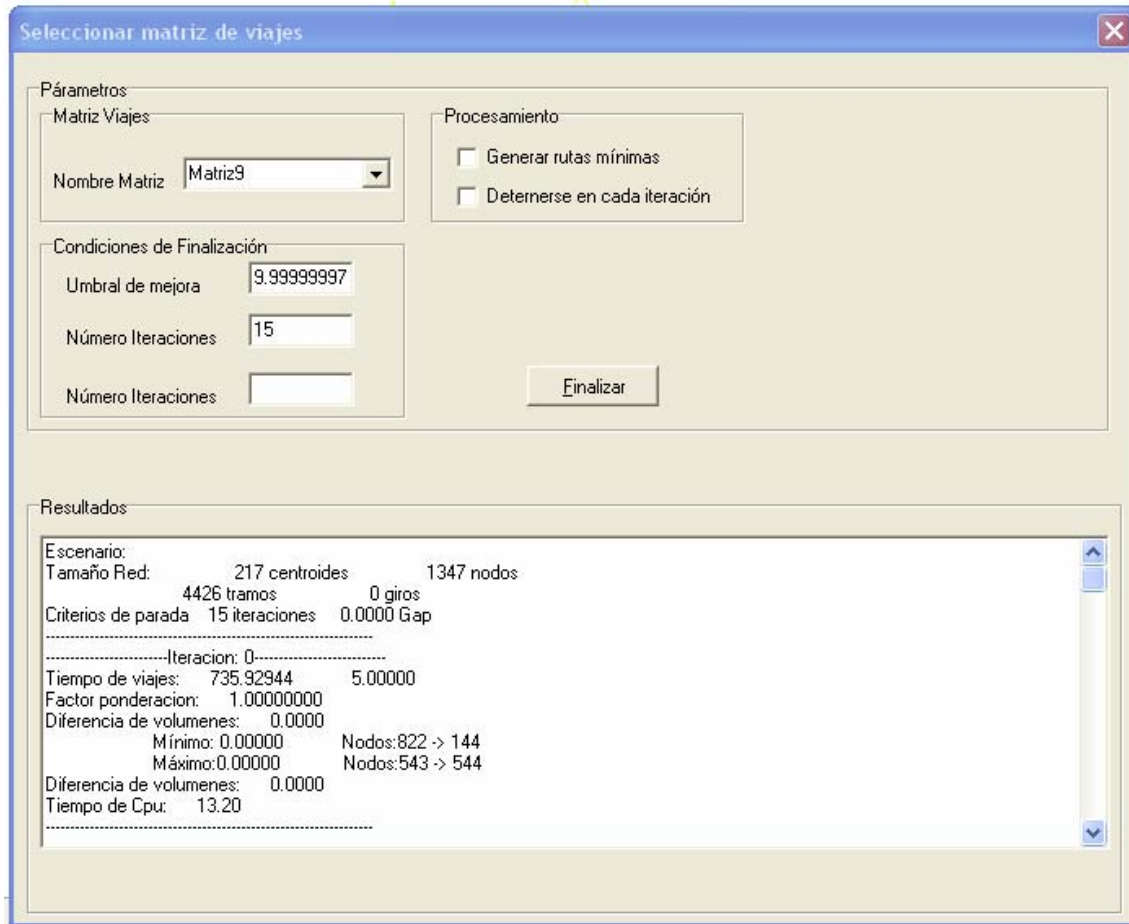 Seleccionar matriz de viajes
Párametros
Matriz Viajes
Nombre Matriz Matriz9
Procesamiento
Generar rutas mínimas
Deternerse en cada iteración
Condiciones de Finalización
Umbral de mejora 9.99999997
Número Iteraciones 15
Número Iteraciones
Finalizar
Resultados
Escenario:
Tamaño Red: 217 centroides 1347 nodos
4426 tramos 0 giros
Criterios de parada 15 iteraciones 0.0000 Gap
-----------------------------------------------------------------
------------------------Iteracion: 0--------------------------
Tiempo de viajes: 735.92944 5.00000
Factor ponderacion: 1.00000000
Diferencia de volumenes: 0.0000
Mínimo: 0.00000 Nodos:822 -> 144
Máximo:0.00000 Nodos:543 -> 544
Diferencia de volumenes: 0.0000
Tiempo de Cpu: 13.20
-----------------------------------------------------------------